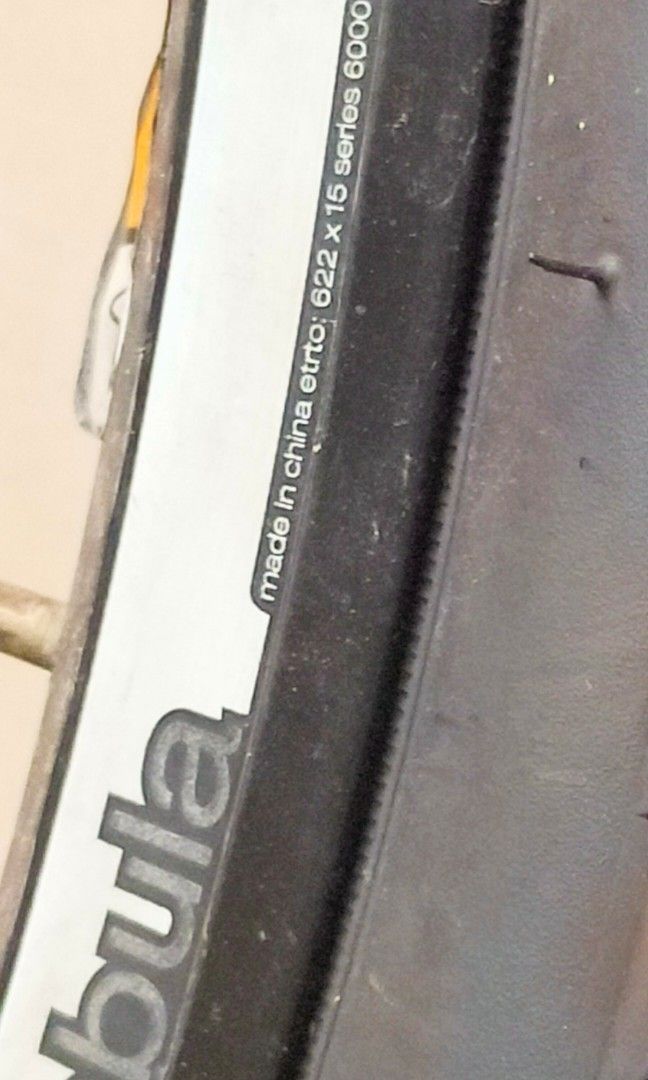 made in china etrto: 622 x 15 series 6000
bula